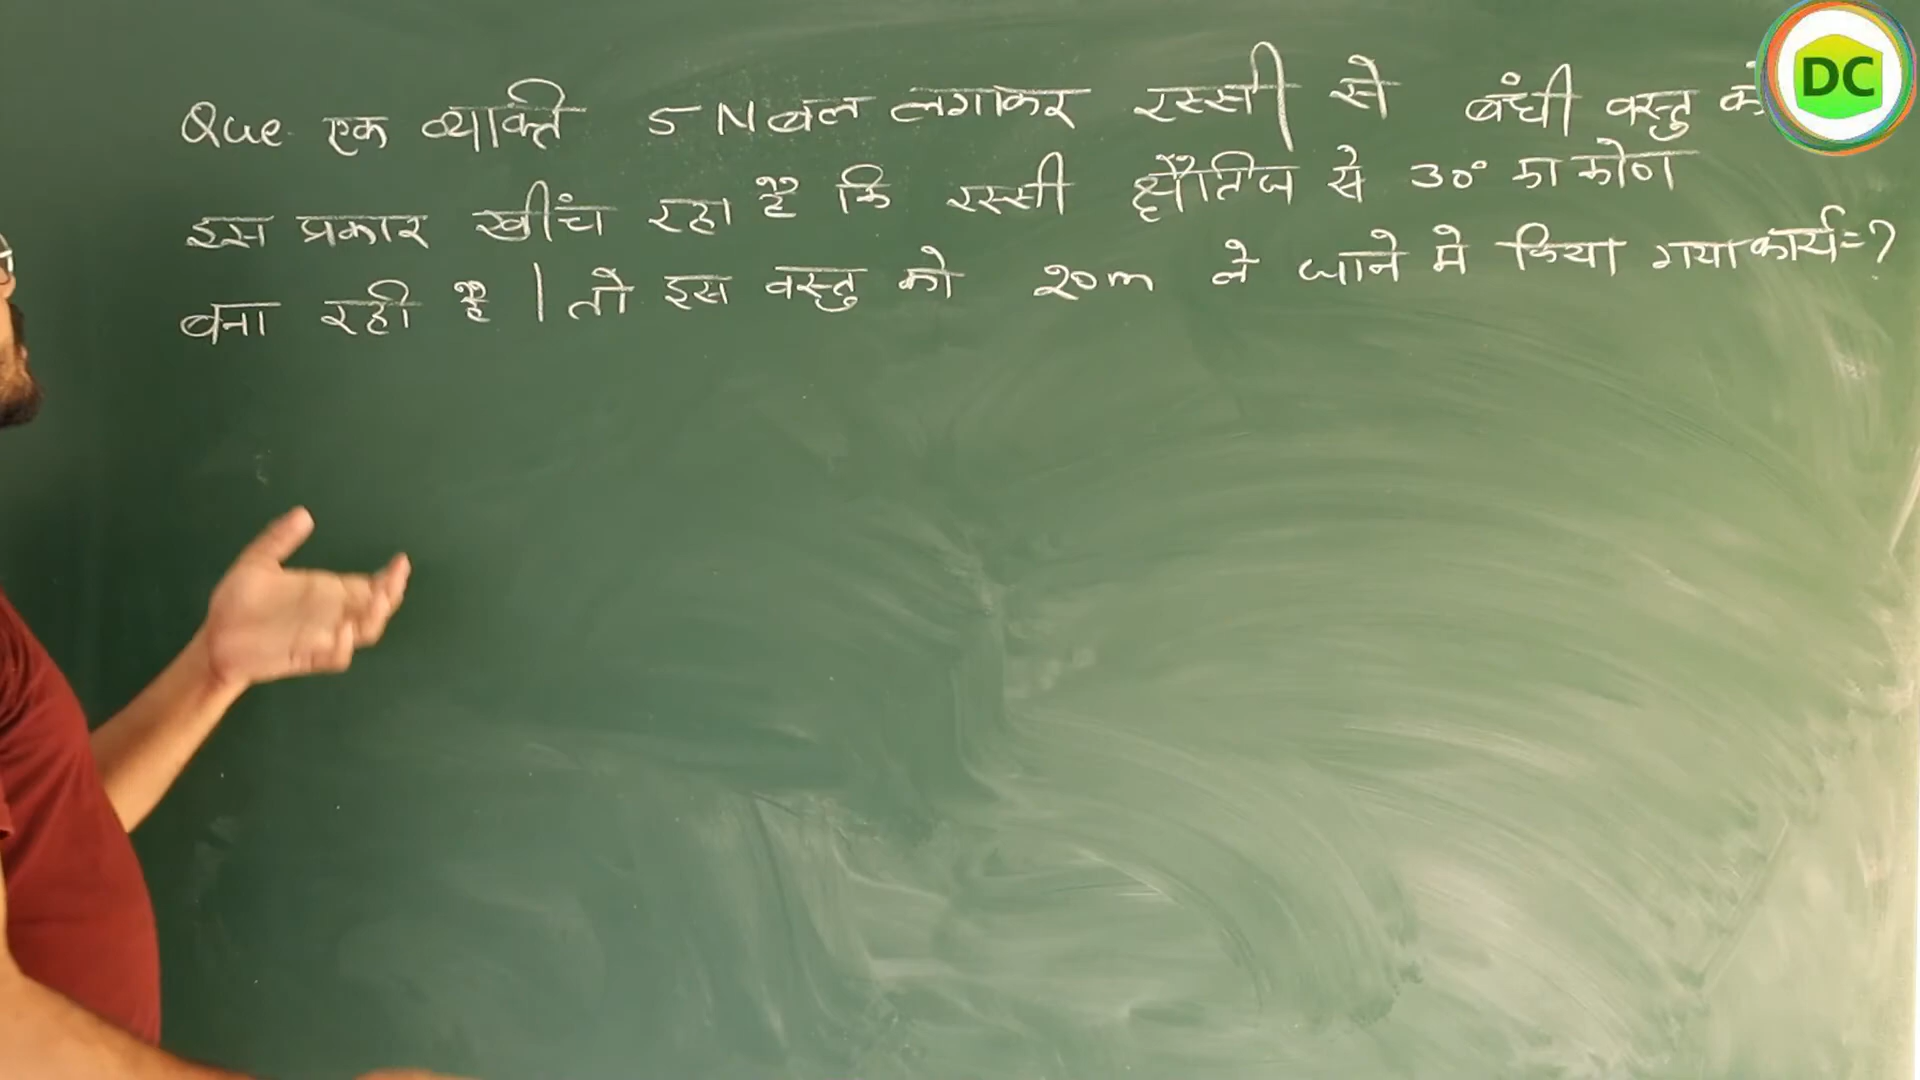 Que एक व्यक्ति 5 N बल लगाकर रस्सी से बंधी वस्तु को
इस प्रकार खींच रहा है कि रस्सी क्षैतिज से 30° का कोण
बना रही है | तो इस वस्तु को 20m ले जाने मे किया गया कार्य=?
DC